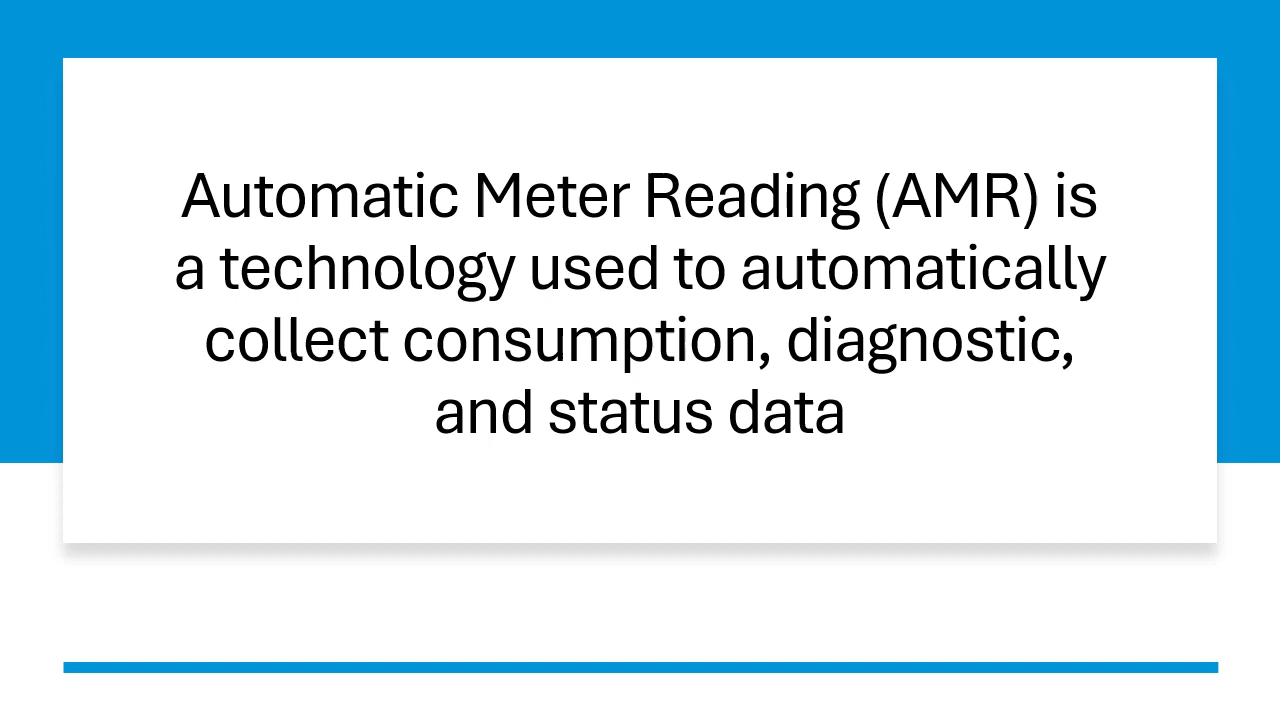 Automatic Meter Reading (AMR) is
a technology used to automatically
collect consumption, diagnostic,
and status data